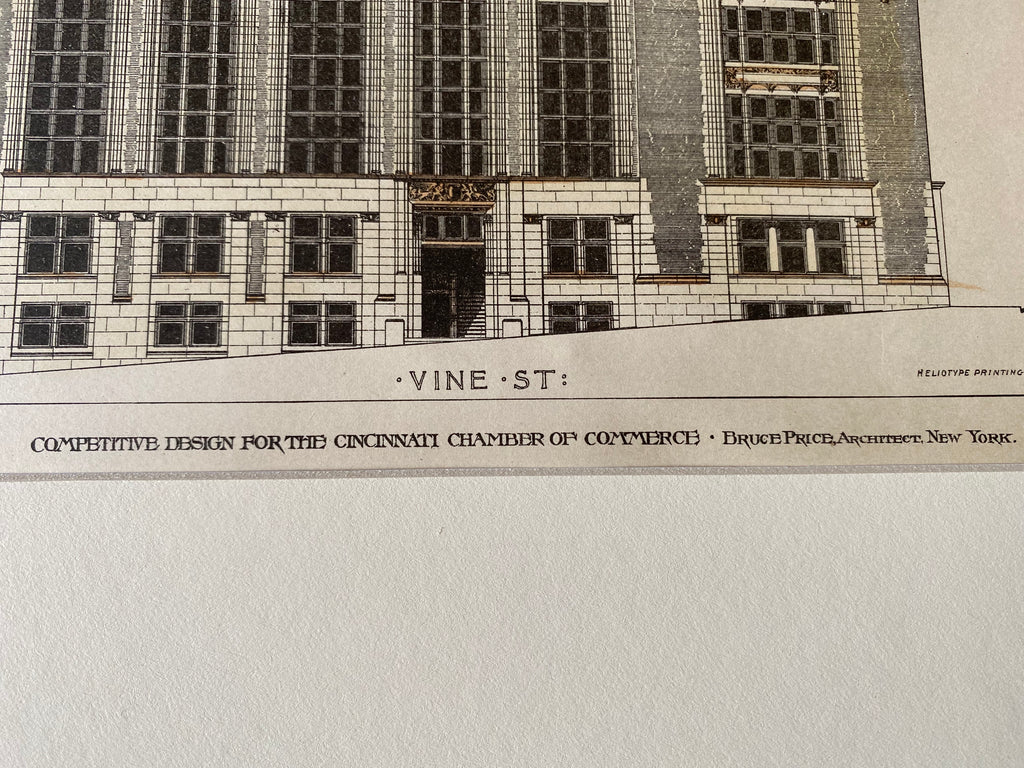 · VINE · ST:
HELIOTYPE PRINTING
COMPETITIVE DESIGN FOR THE CINCINNATI CHAMBER OF COMMERCE · BRUCE PRICE, ARCHITECT. NEW YORK.